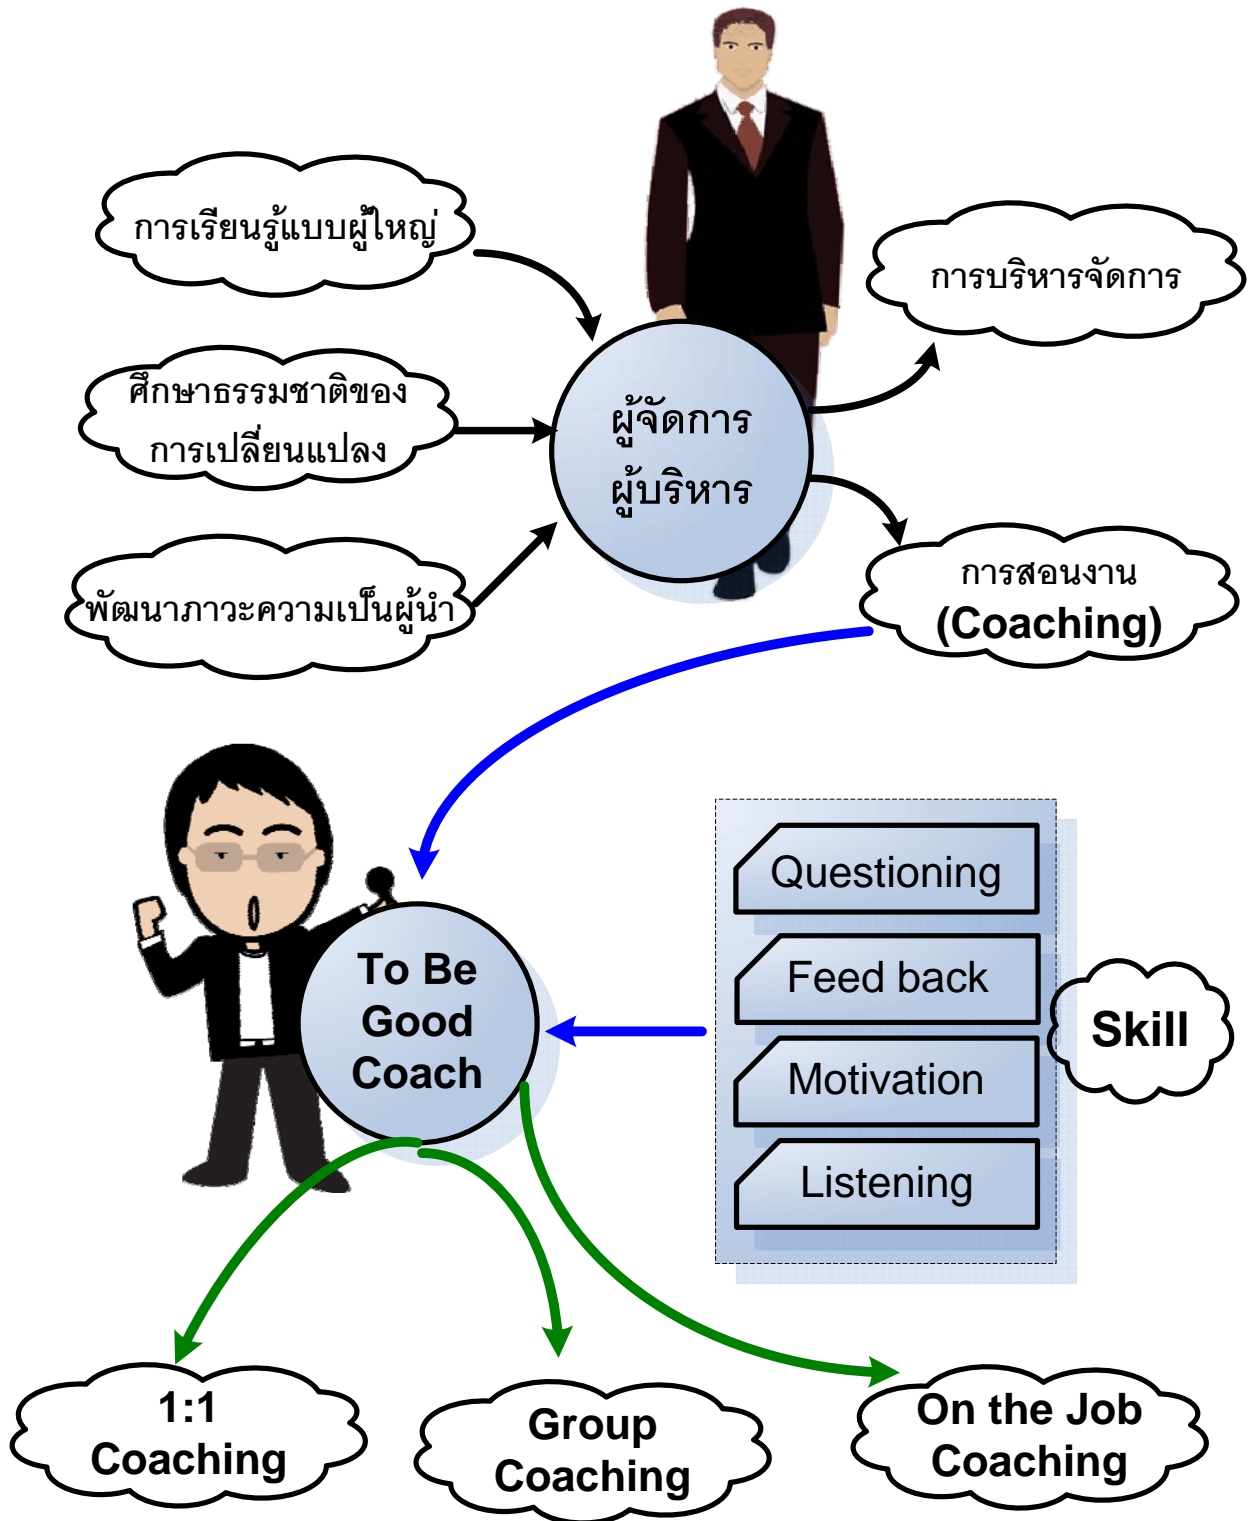 การเรียนรู้แบบผู้ใหญ่
การบริหารจัดการ
ศึกษาธรรมชาติของ
การเปลี่ยนแปลง
ผู้จัดการ
ผู้บริหาร
พัฒนาภาวะความเป็นผู้นำ
การสอนงาน
(Coaching)
To Be
Good
Coach
Questioning
Feed back
Motivation
Listening
Skill
1:1
Coaching
Group
Coaching
On the Job
Coaching